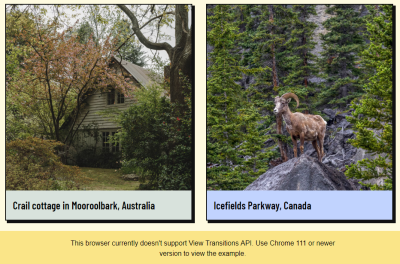 Crail cottage in Mooroolbark, Australia
Icefields Parkway, Canada
This browser currently doesn't support View Transitions API. Use Chrome 111 or newer
version to view the example.